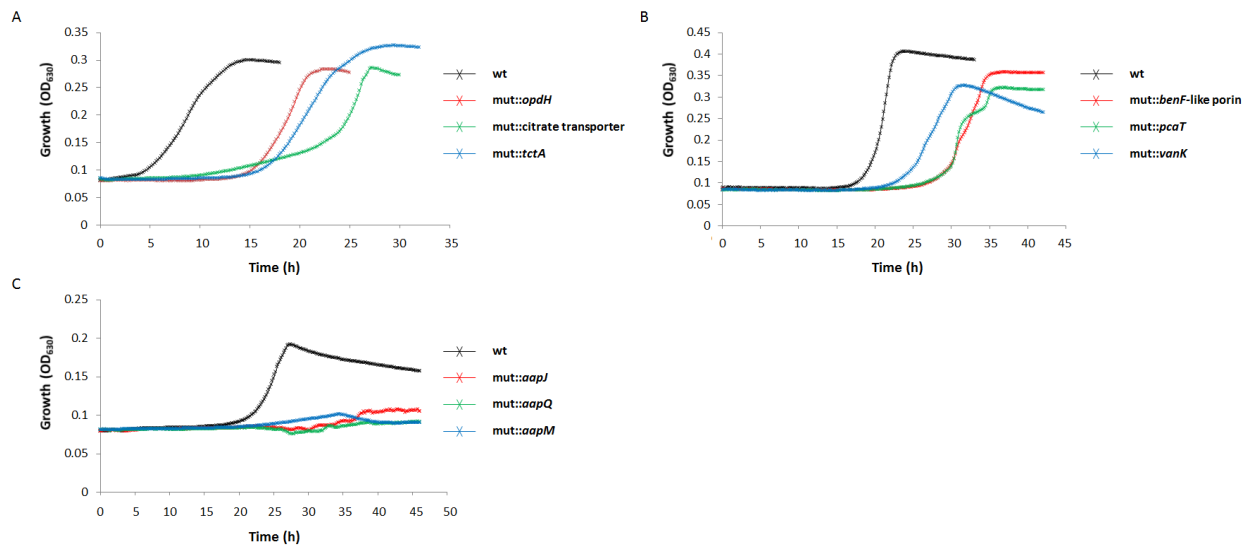 A
Growth (OD630)
0.35
0.3
0.25
0.2
0.15
0.1
0.05
0
0 5 10 15 20 25 30 35
Time (h)
wt
mut::opdH
mut::citrate transporter
mut::tctA
B
Growth (OD630)
0.45
0.4
0.35
0.3
0.25
0.2
0.15
0.1
0.05
0
0 5 10 15 20 25 30 35 40 45
Time (h)
wt
mut::benF-like porin
mut::pcaT
mut::vanK
C
Growth (OD630)
0.25
0.2
0.15
0.1
0.05
0
0 5 10 15 20 25 30 35 40 45 50
Time (h)
wt
mut::aapJ
mut::aapQ
mut::aapM